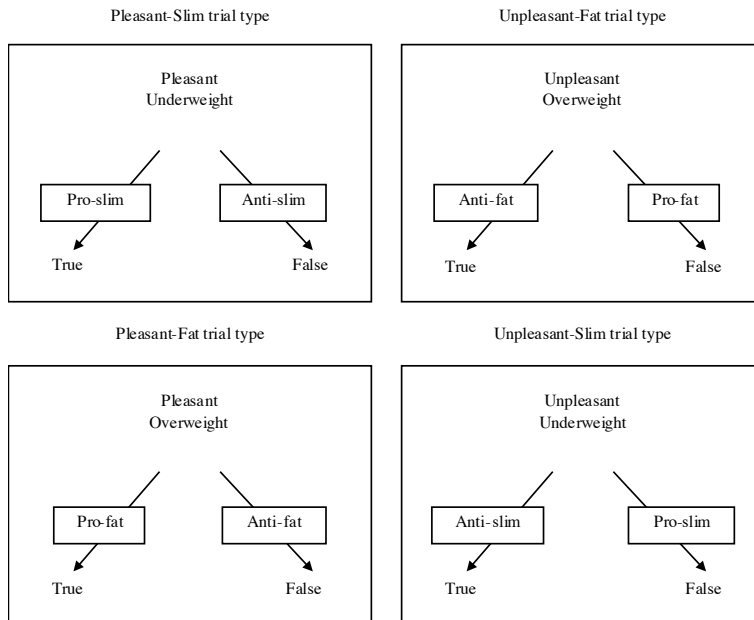 Pleasant-Slim trial type
Pleasant
Underweight
Pro-slim
Anti-slim
True
False
Unpleasant-Fat trial type
Unpleasant
Overweight
Anti-fat
Pro-fat
True
False
Pleasant-Fat trial type
Pleasant
Overweight
Pro-fat
Anti-fat
True
False
Unpleasant-Slim trial type
Unpleasant
Underweight
Anti-slim
Pro-slim
True
False